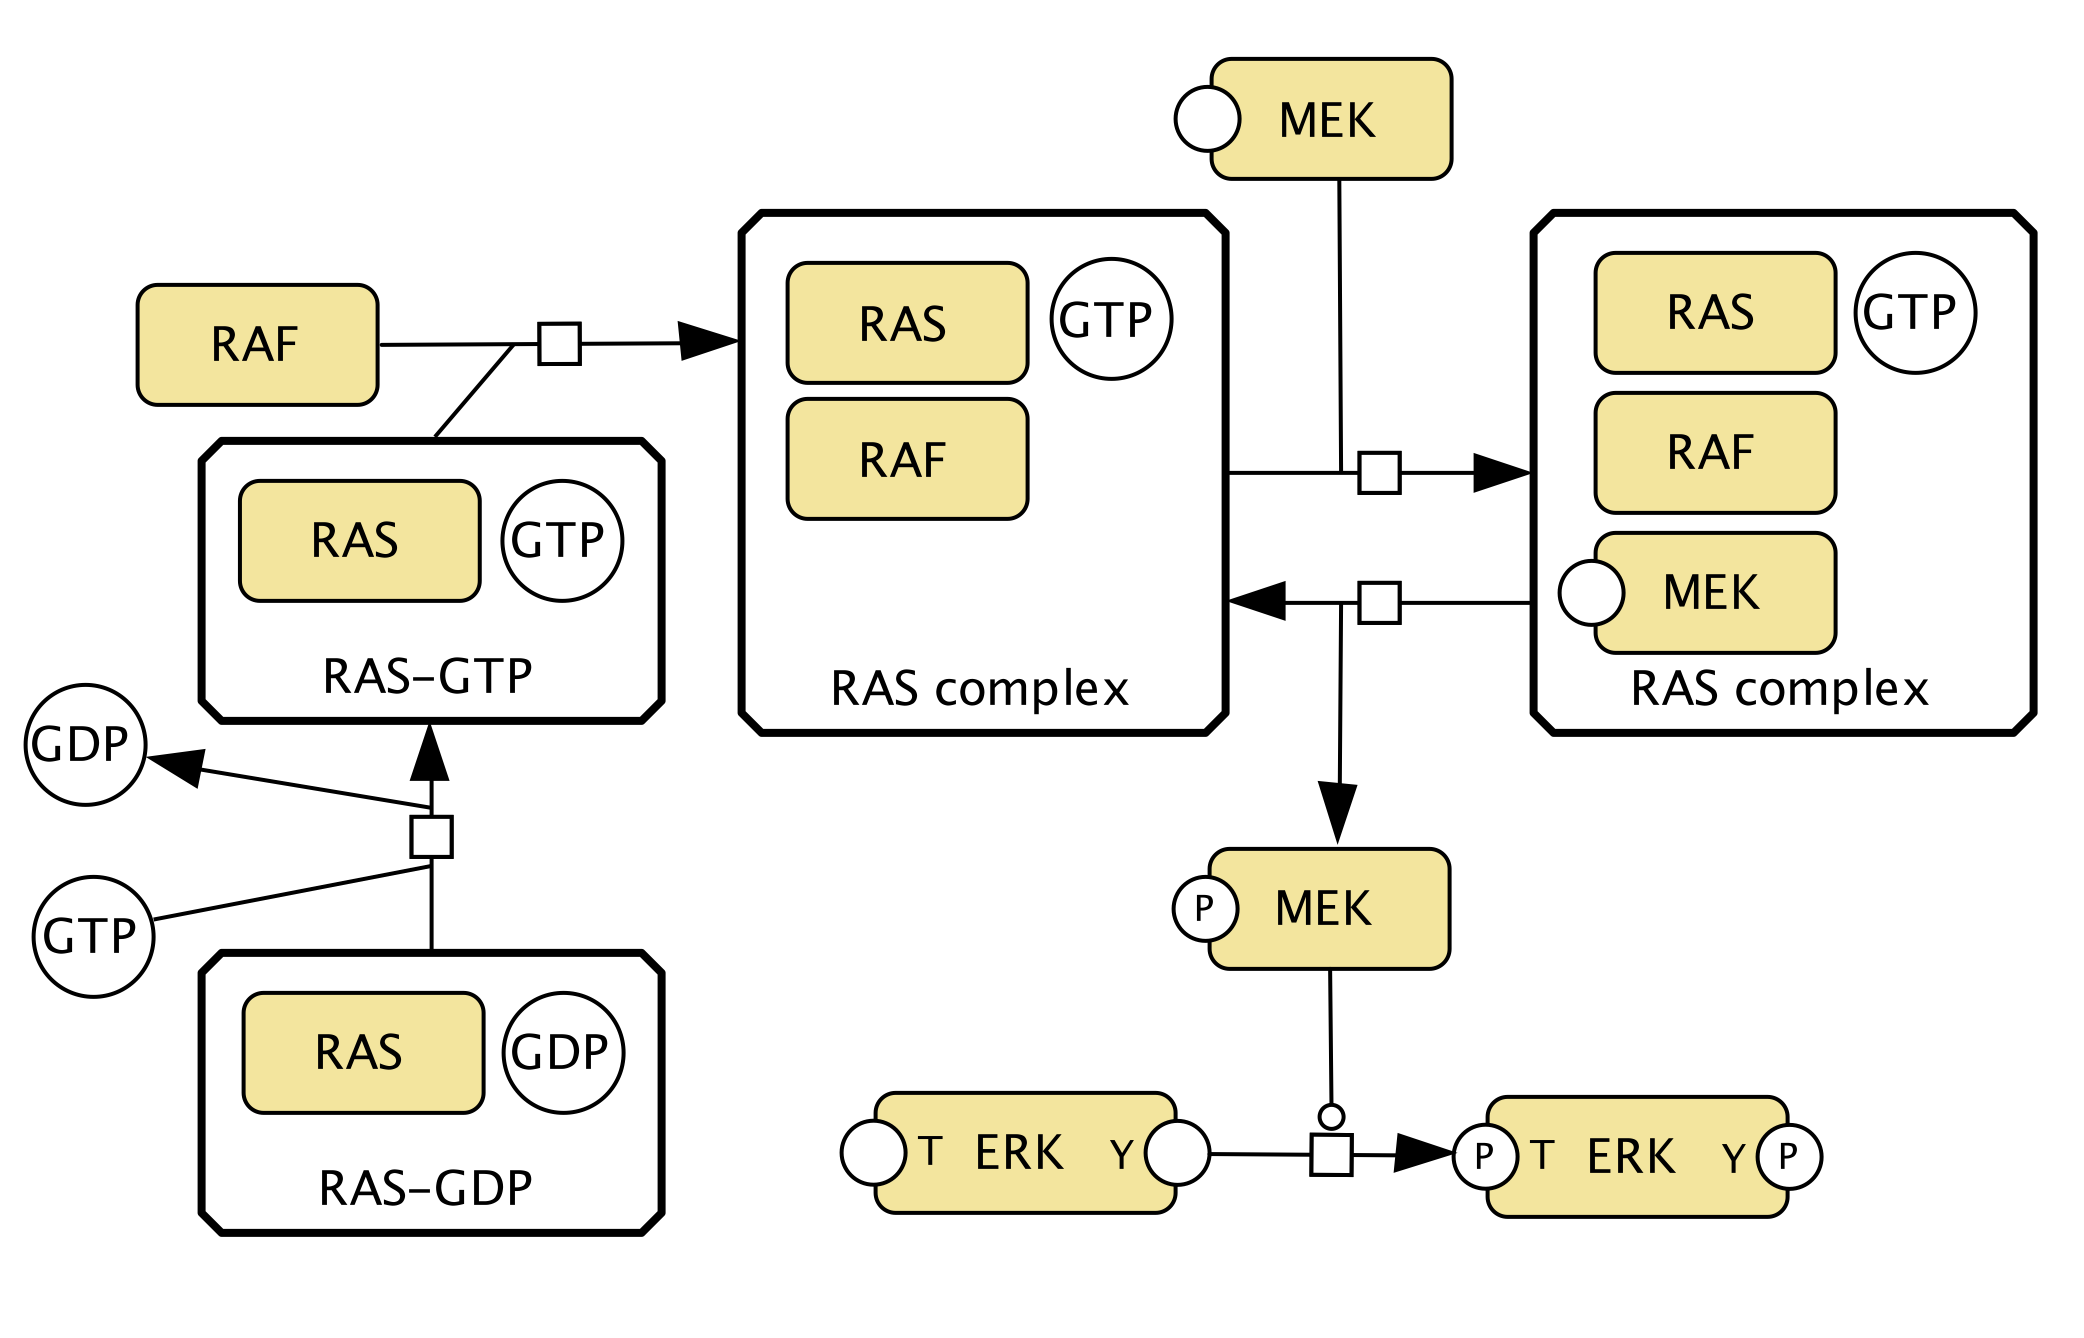 MEK
RAF
RAS
GTP
RAF
RAS complex
RAS
GTP
RAF
MEK
RAS complex
RAS
GTP
RAS–GTP
GDP
GTP
RAS
GDP
RAS–GDP
P
MEK
T ERK Y
P T ERK Y P